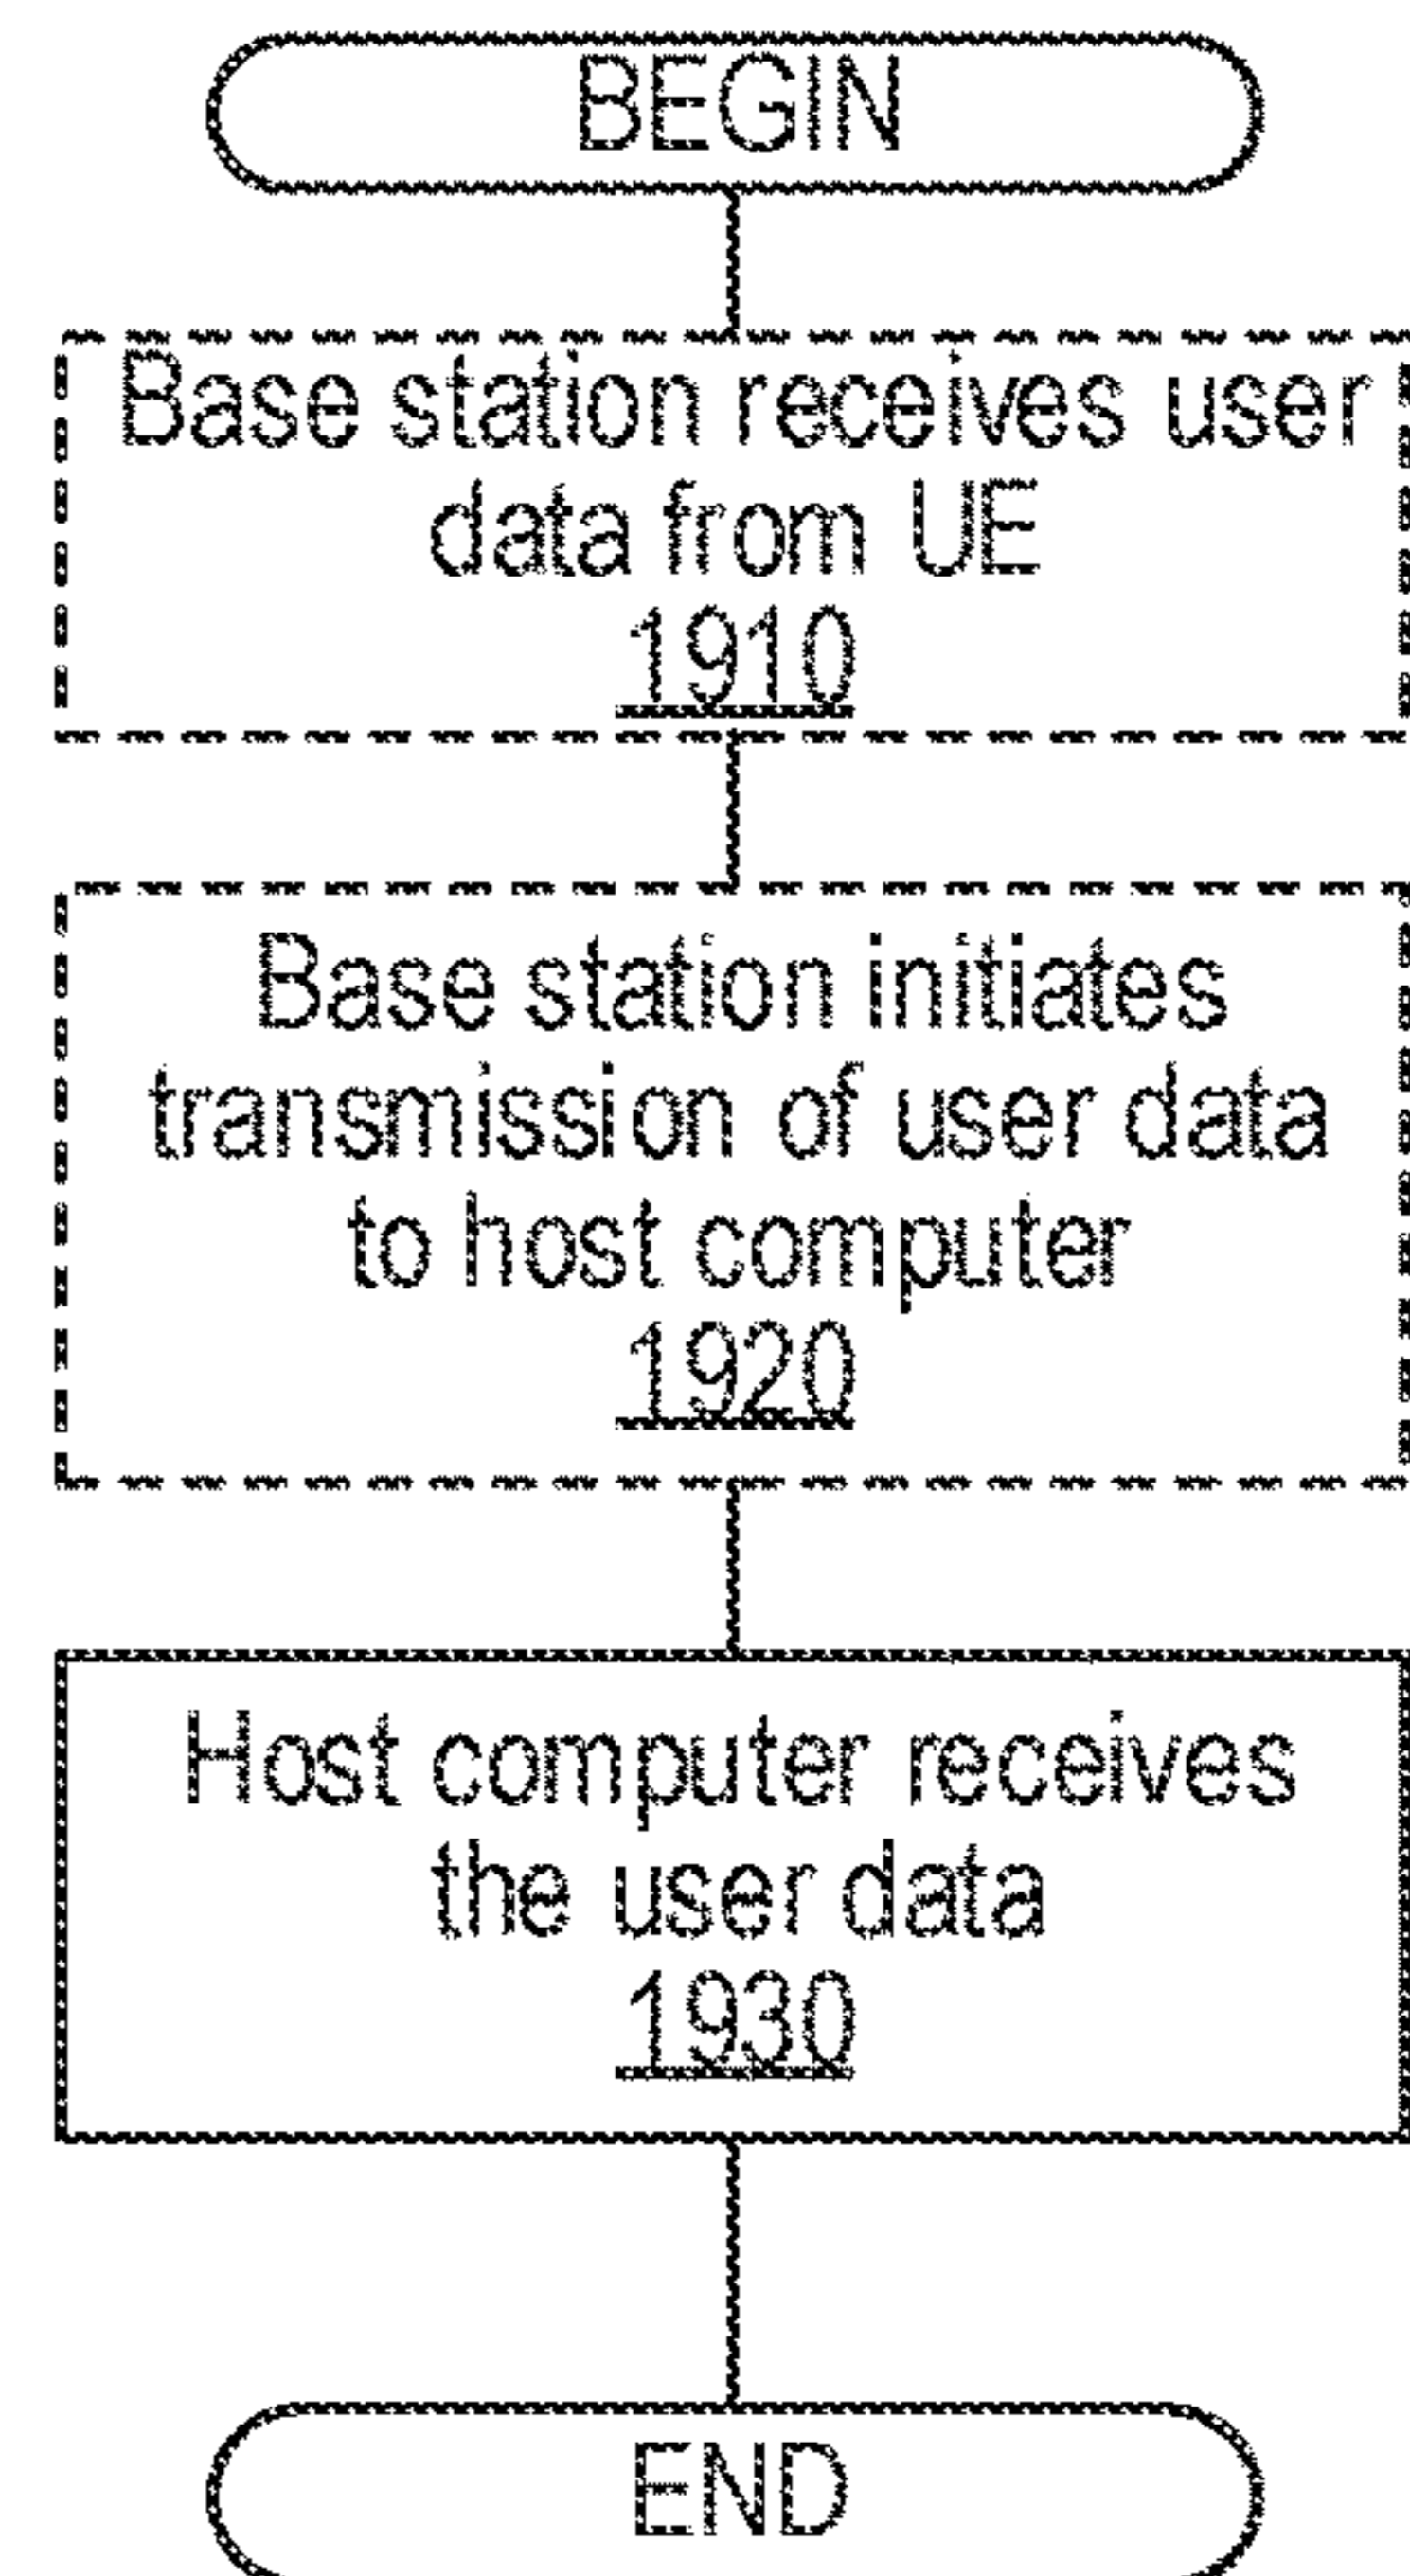 BEGIN
Base station receives user
data from UE
1910
Base station initiates
transmission of user data
to host computer
1920
Host computer receives
the user data
1930
END